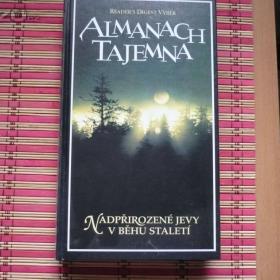 READER'S DIGEST VÝBĚR
ALMANACH
TAJEMNA
NADPŘIROZENÉ JEVY
V BĚHU STALETÍ